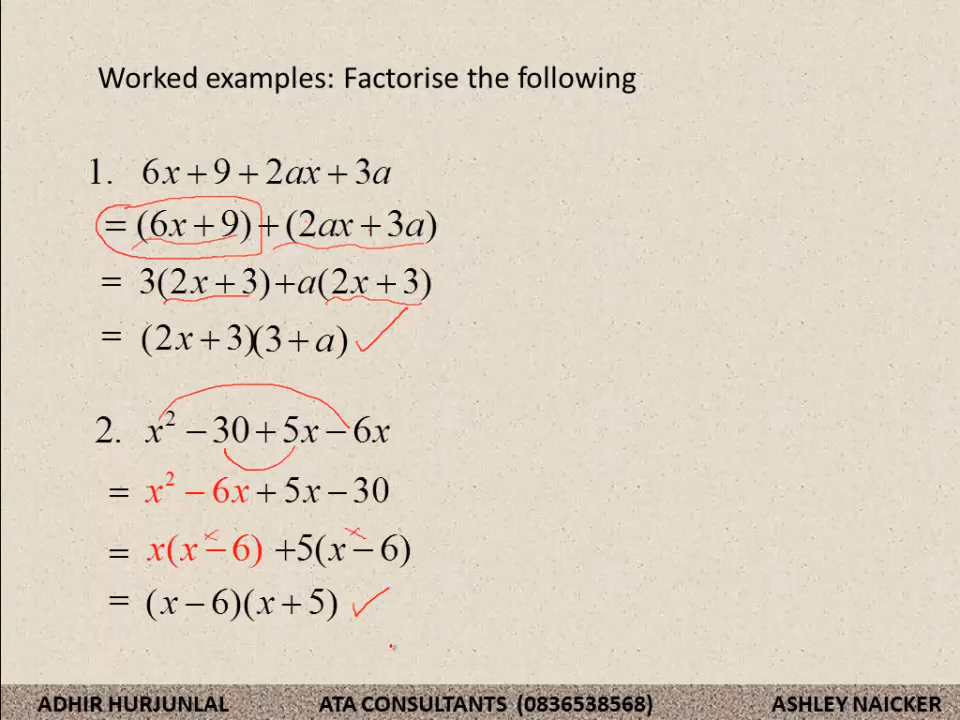 Worked examples: Factorise the following
1. 6x + 9 + 2ax + 3a
= (6x + 9) + (2ax + 3a)
= 3(2x + 3) + a(2x + 3)
= (2x + 3)(3 + a)
2. x² − 30 + 5x − 6x
= x² − 6x + 5x − 30
= x(x − 6) +5(x − 6)
= (x − 6)(x + 5)
ADHIR HURJUNLAL ATA CONSULTANTS (0836538568) ASHLEY NAICKER